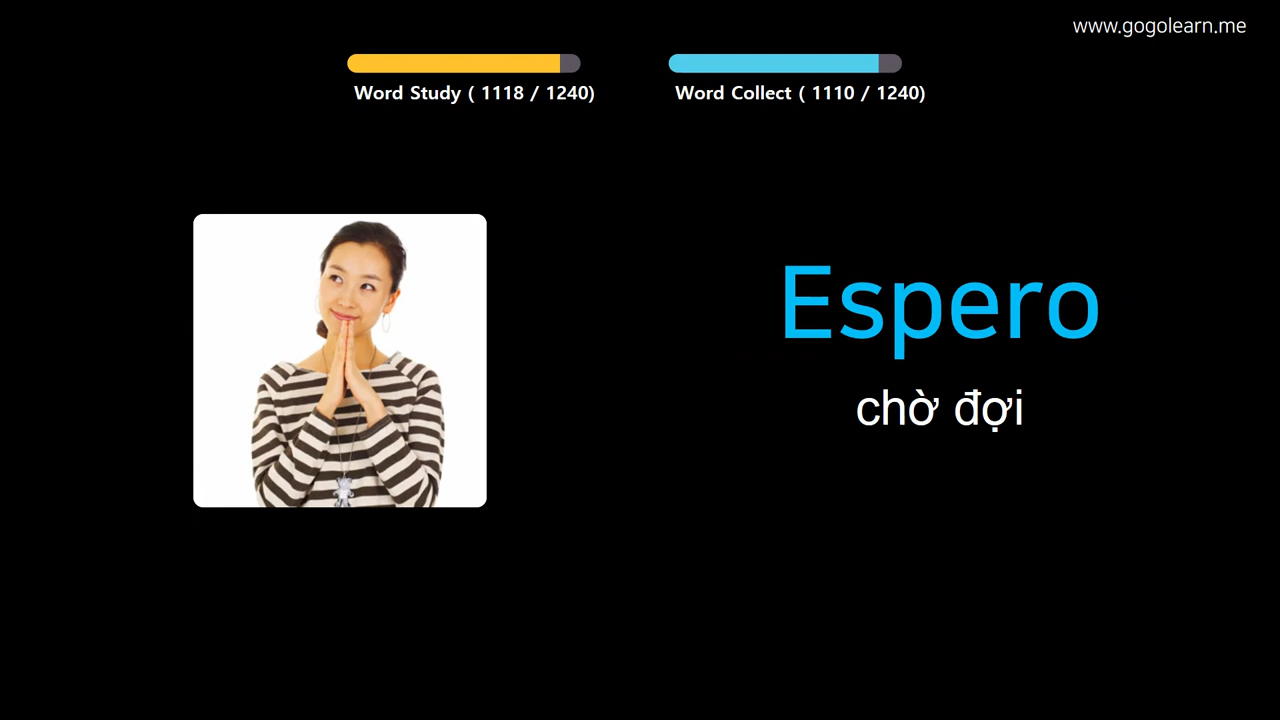 www.gogolearn.me
Word Study ( 1118 / 1240)
Word Collect ( 1110 / 1240)
Espero
chờ đợi